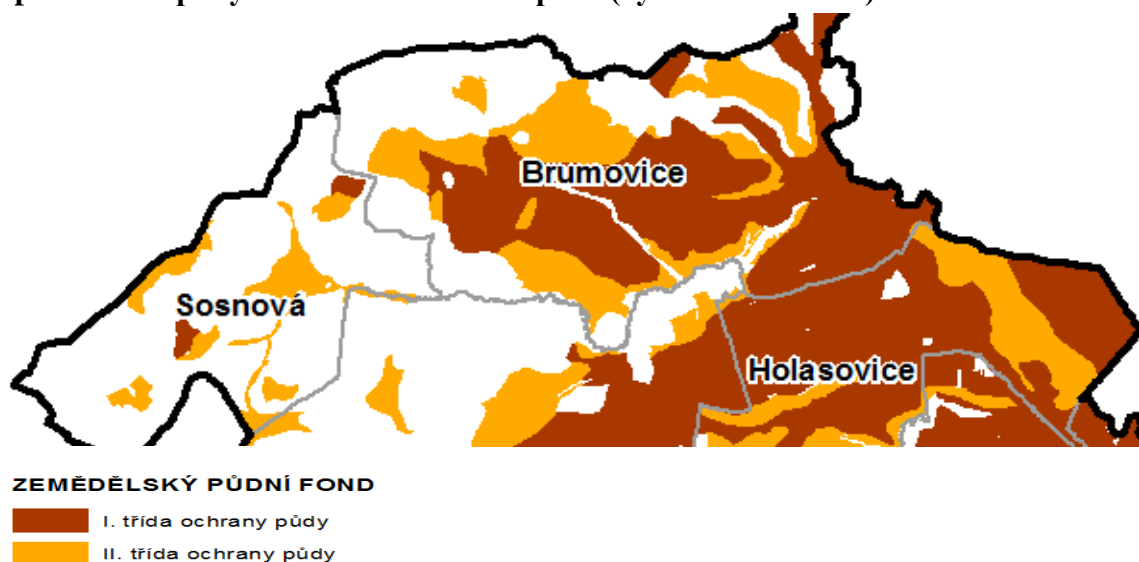 Brumovice
Sosnová
Holasovice
ZEMĚDĚLSKÝ PŮDNÍ FOND
I. třída ochrany půdy
II. třída ochrany půdy